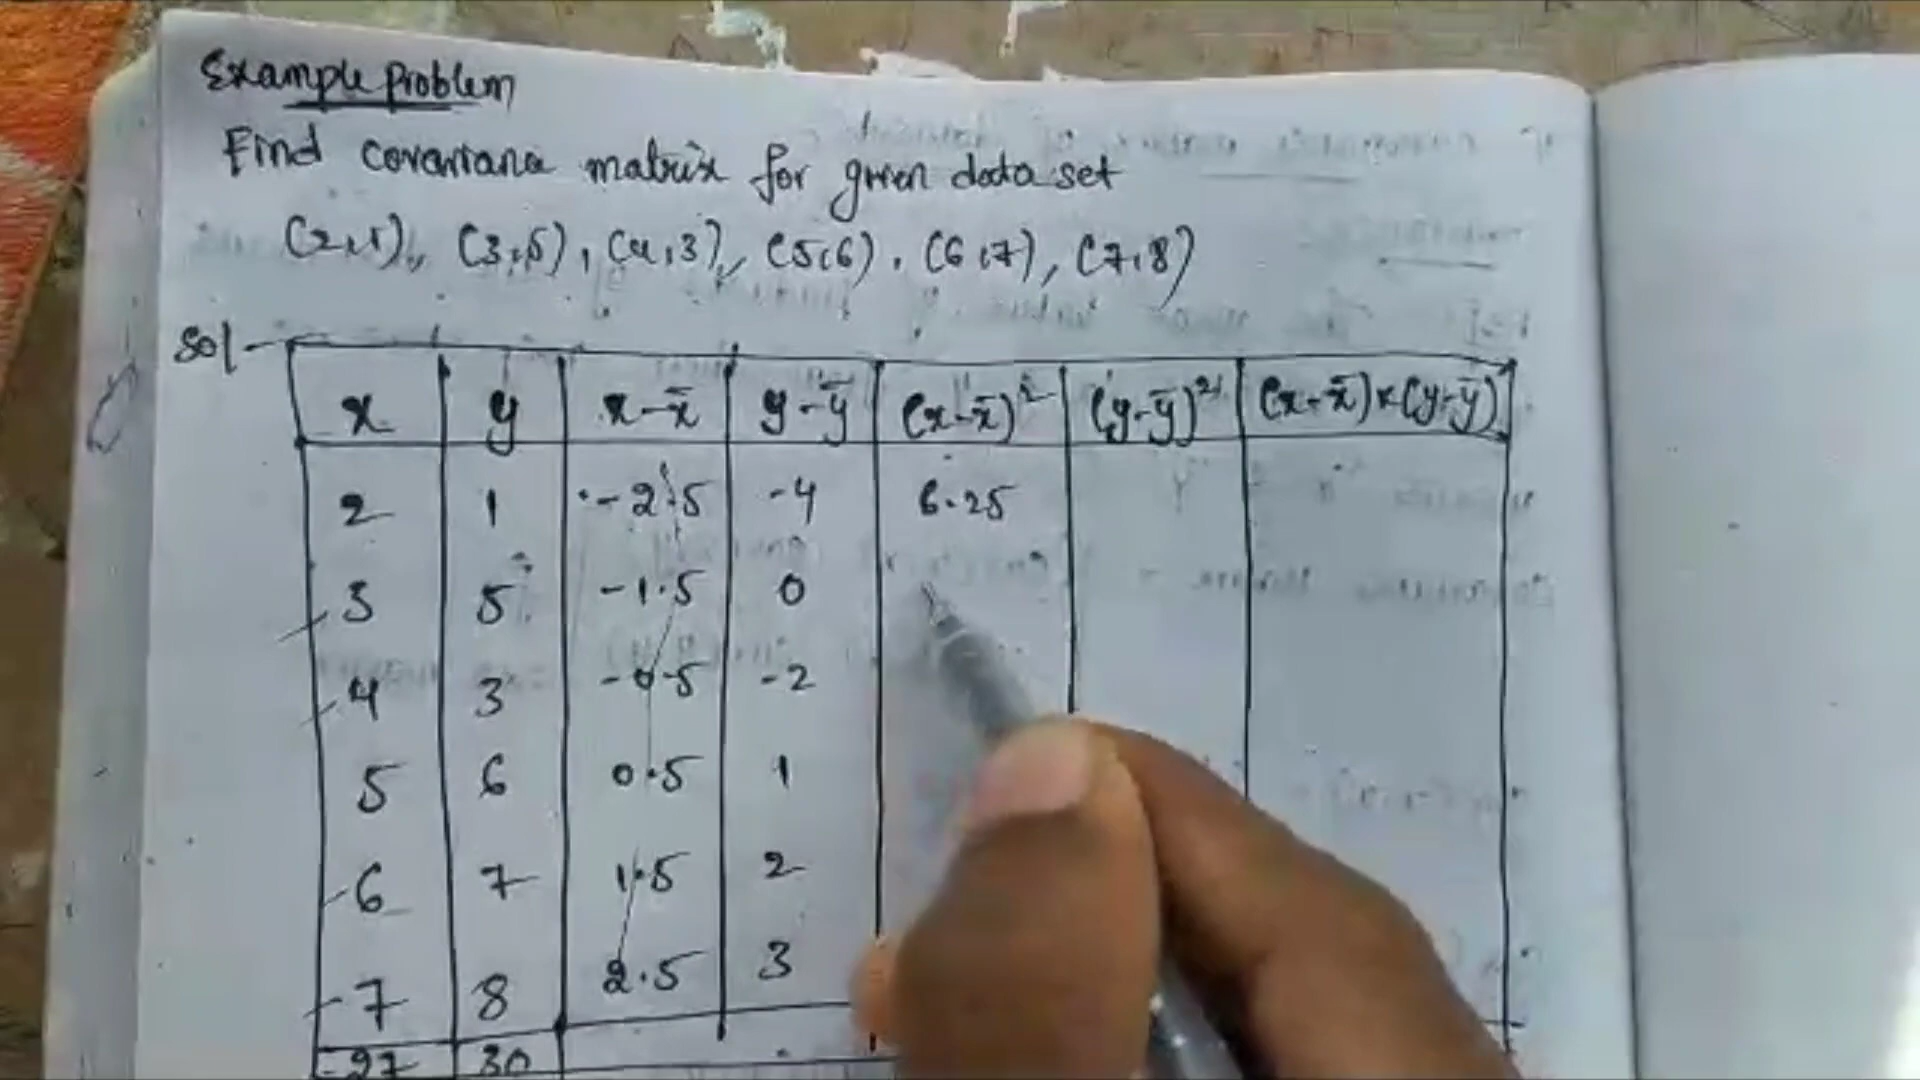 Example problem
Find covariance matrix for given data set
(2,1), (3,5), (4,3), (5,6), (6,7), (7,8)
Sol-
x y x-x̄ y-ȳ (x-x̄)² (y-ȳ)² (x-x̄)×(y-ȳ)
2 1 -2.5 -4 6.25
3 5 -1.5 0
4 3 -0.5 -2
5 6 0.5 1
6 7 1.5 2
7 8 2.5 3
27 30